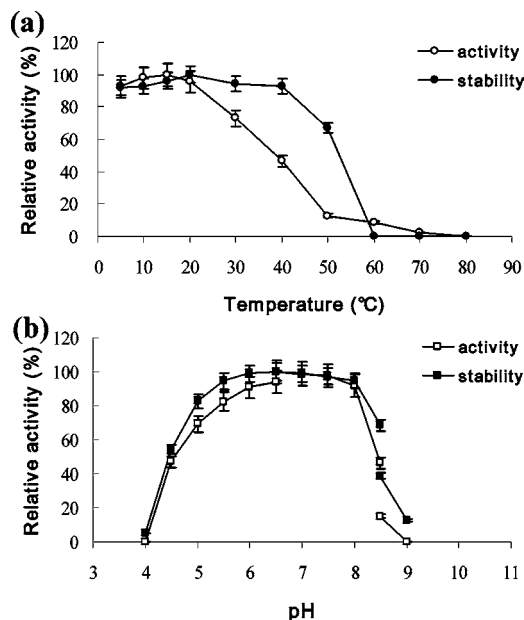 (a)
Relative activity (%)
120
100
80
60
40
20
0
activity
stability
0 10 20 30 40 50 60 70 80 90
Temperature (℃)
(b)
Relative activity (%)
120
100
80
60
40
20
0
activity
stability
3 4 5 6 7 8 9 10 11
pH